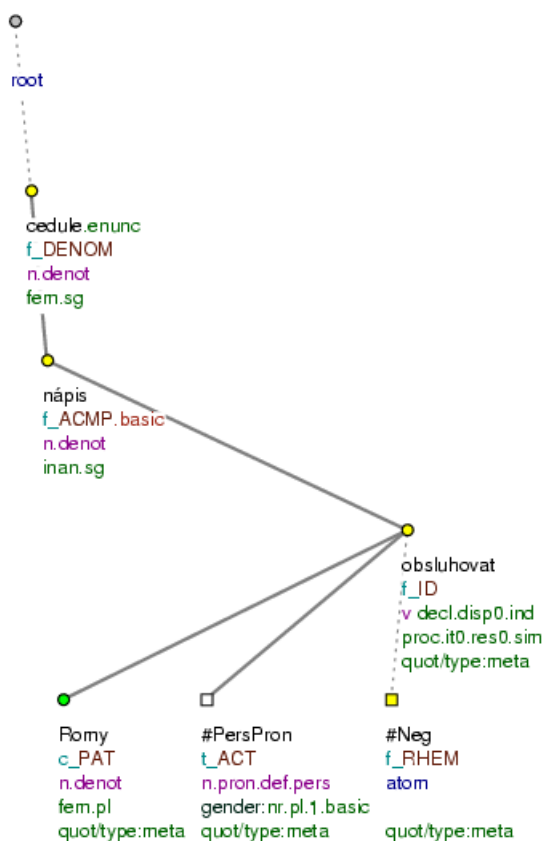 root
cedule.enunc
f_DENOM
n.denot
fem.sg
nápis
f_ACMP.basic
n.denot
inan.sg
obsluhovat
f_ID
v decl.disp0.ind
proc.it0.res0.sim
quot/type:meta
Romy #PersPron #Neg
c_PAT t_ACT f_RHEM
n.denot n.pron.def.pers atom
fem.pl gender:nr.pl.1.basic
quot/type:meta quot/type:meta quot/type:meta